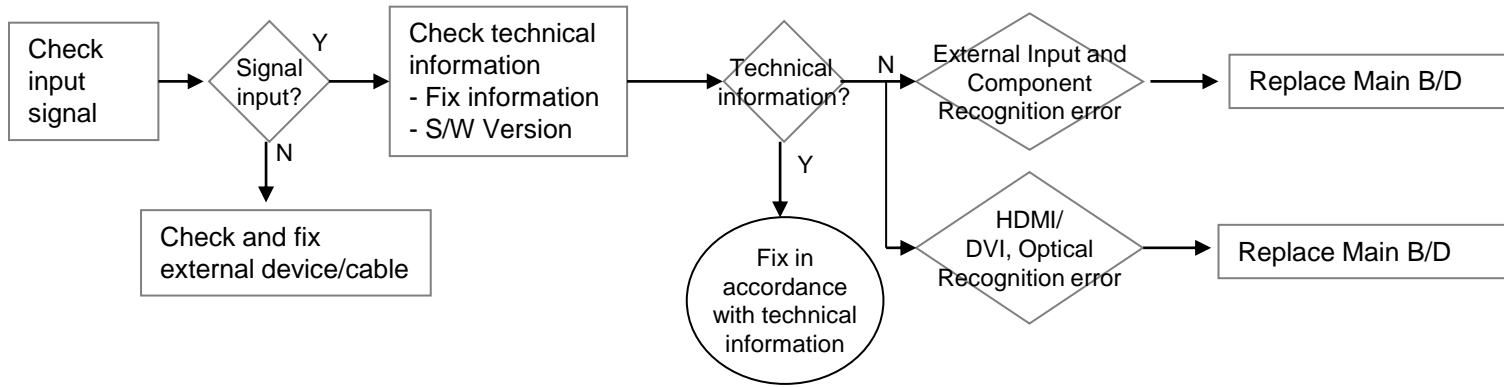 Check
input
signal
Signal
input?
Y
N
Check and fix
external device/cable
Check technical
information
- Fix information
- S/W Version
Technical
information?
N
Y
Fix in
accordance
with technical
information
External Input and
Component
Recognition error
Replace Main B/D
HDMI/
DVI, Optical
Recognition error
Replace Main B/D